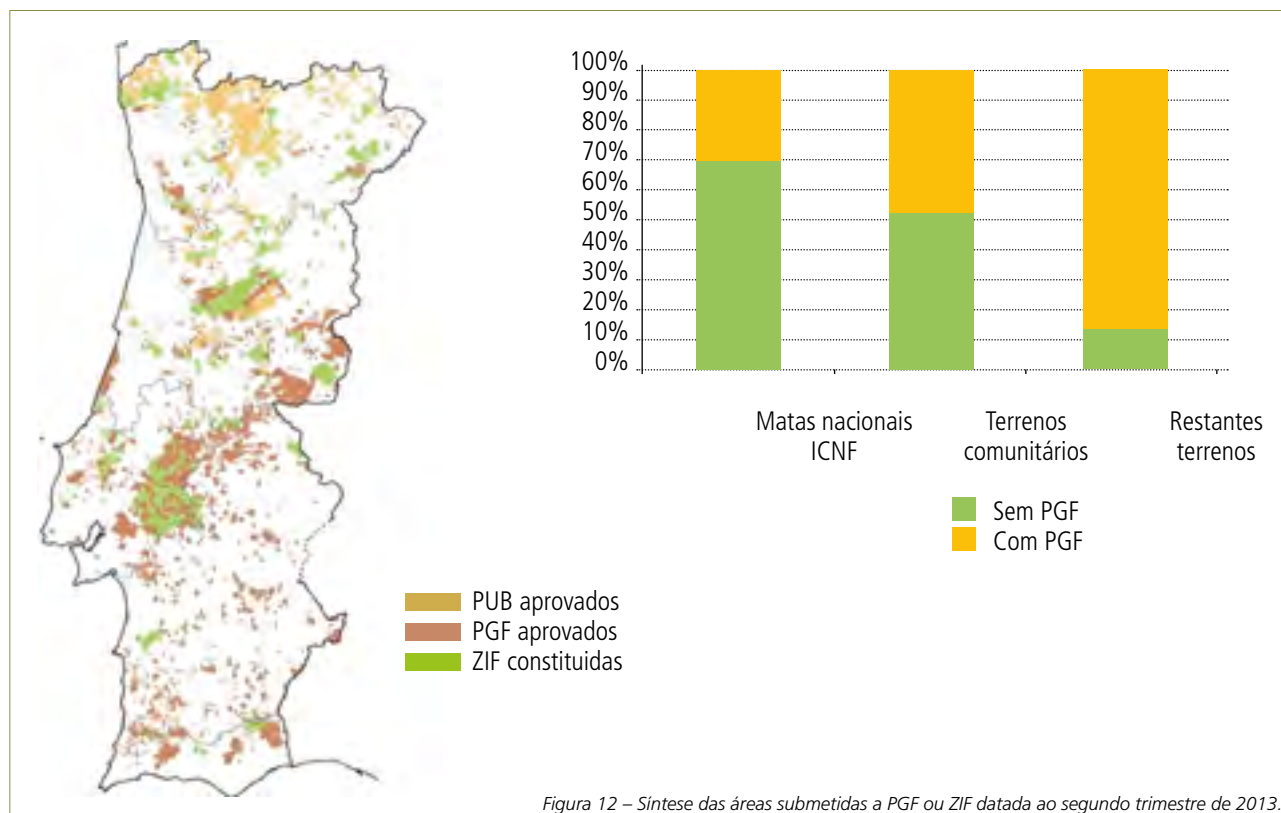 100%
90%
80%
70%
60%
50%
40%
30%
20%
10%
0%
Matas nacionais
ICNF
Terrenos
comunitários
Restantes
terrenos
Sem PGF
Com PGF
PUB aprovados
PGF aprovados
ZIF constituidas
Figura 12 – Síntese das áreas submetidas a PGF ou ZIF datada ao segundo trimestre de 2013.